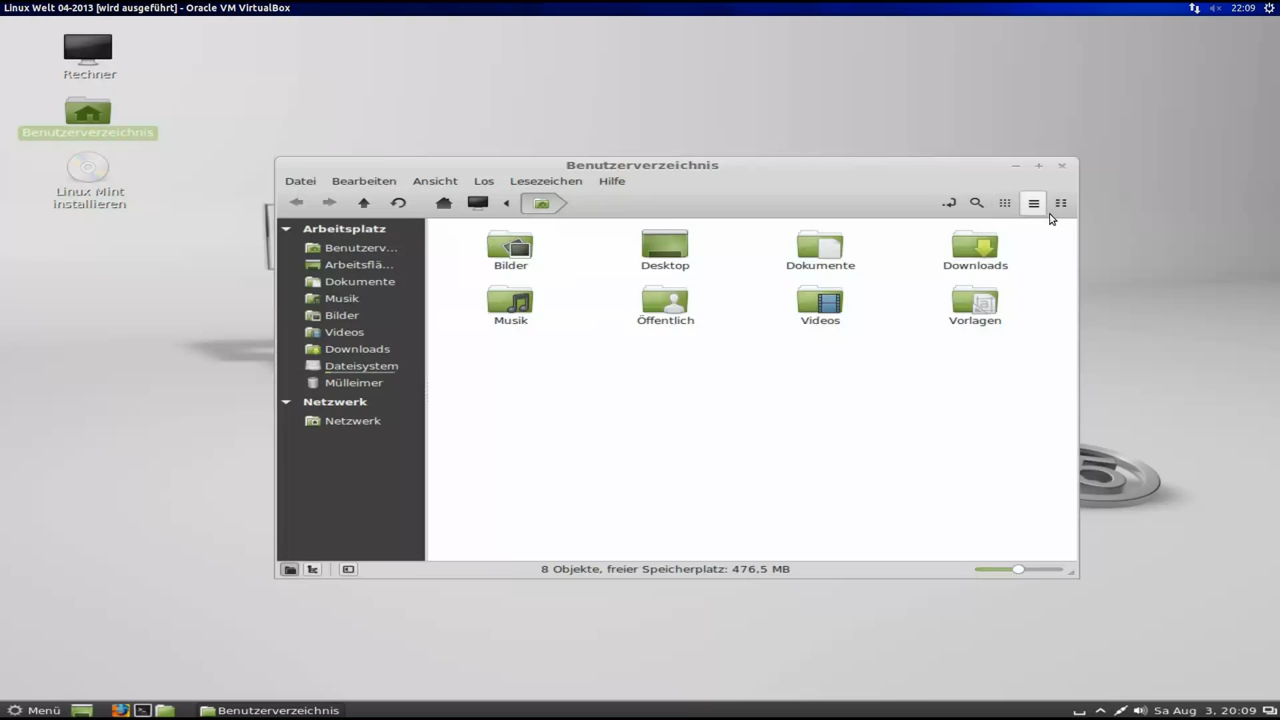 Linux Welt 04-2013 [wird ausgeführt] - Oracle VM VirtualBox
22:09
Rechner
Benutzerverzeichnis
Linux Mint
installieren
Benutzerverzeichnis
Datei Bearbeiten Ansicht Los Lesezeichen Hilfe
Arbeitsplatz
Benutzerv...
Arbeitsflä...
Dokumente
Musik
Bilder
Videos
Downloads
Dateisystem
Mülleimer
Netzwerk
Netzwerk
Bilder Desktop Dokumente Downloads
Musik Öffentlich Videos Vorlagen
8 Objekte, freier Speicherplatz: 476,5 MB
Menü
Benutzerverzeichnis
Sa Aug 3, 20:09